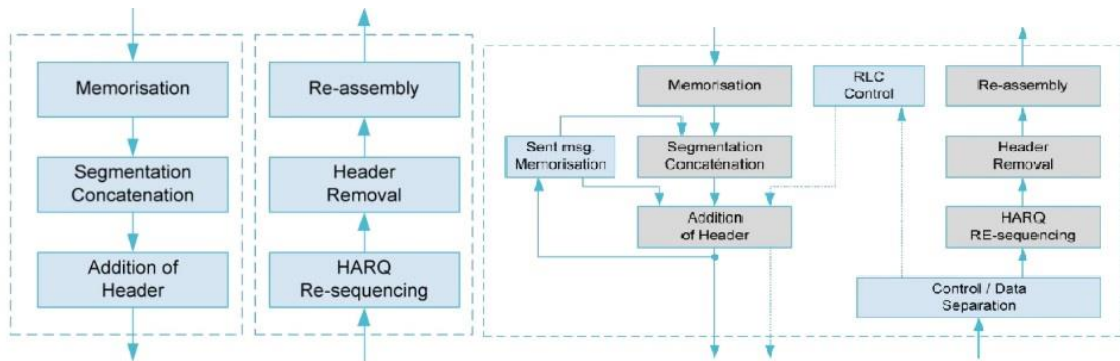 Memorisation
Segmentation
Concatenation
Addition of
Header
Re-assembly
Header
Removal
HARQ
Re-sequencing
Memorisation
Sent msg.
Memorisation
Segmentation
Concaténation
Addition
of Header
RLC
Control
Re-assembly
Header
Removal
HARQ
RE-sequencing
Control / Data
Separation